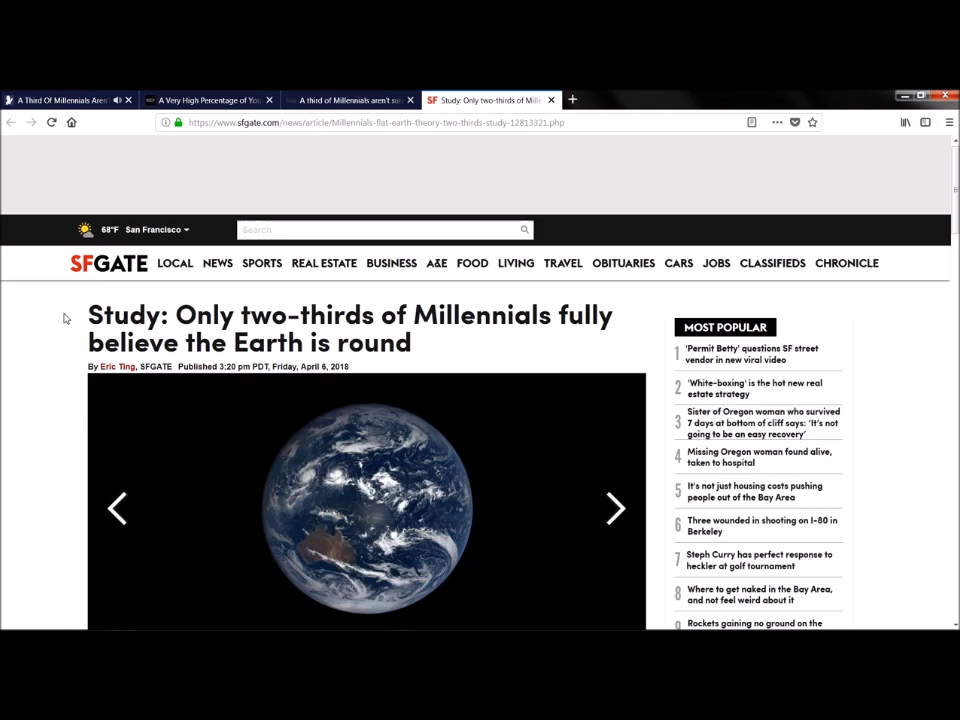 A Third Of Millennials Aren'
A Very High Percentage of You
A third of Millennials aren't sur
SF Study: Only two-thirds of Mille
https://www.sfgate.com/news/article/Millennials-flat-earth-theory-two-thirds-study-12813321.php
68°F San Francisco
Search
SFGATE LOCAL NEWS SPORTS REAL ESTATE BUSINESS A&E FOOD LIVING TRAVEL OBITUARIES CARS JOBS CLASSIFIEDS CHRONICLE
Study: Only two-thirds of Millennials fully
believe the Earth is round
By Eric Ting, SFGATE Published 3:20 pm PDT, Friday, April 6, 2018
MOST POPULAR
1 'Permit Betty' questions SF street
vendor in new viral video
2 'White-boxing' is the hot new real
estate strategy
3 Sister of Oregon woman who survived
7 days at bottom of cliff says: 'It's not
going to be an easy recovery'
4 Missing Oregon woman found alive,
taken to hospital
5 It's not just housing costs pushing
people out of the Bay Area
6 Three wounded in shooting on I-80 in
Berkeley
7 Steph Curry has perfect response to
heckler at golf tournament
8 Where to get naked in the Bay Area,
and not feel weird about it
9 Rockets gaining no ground on the